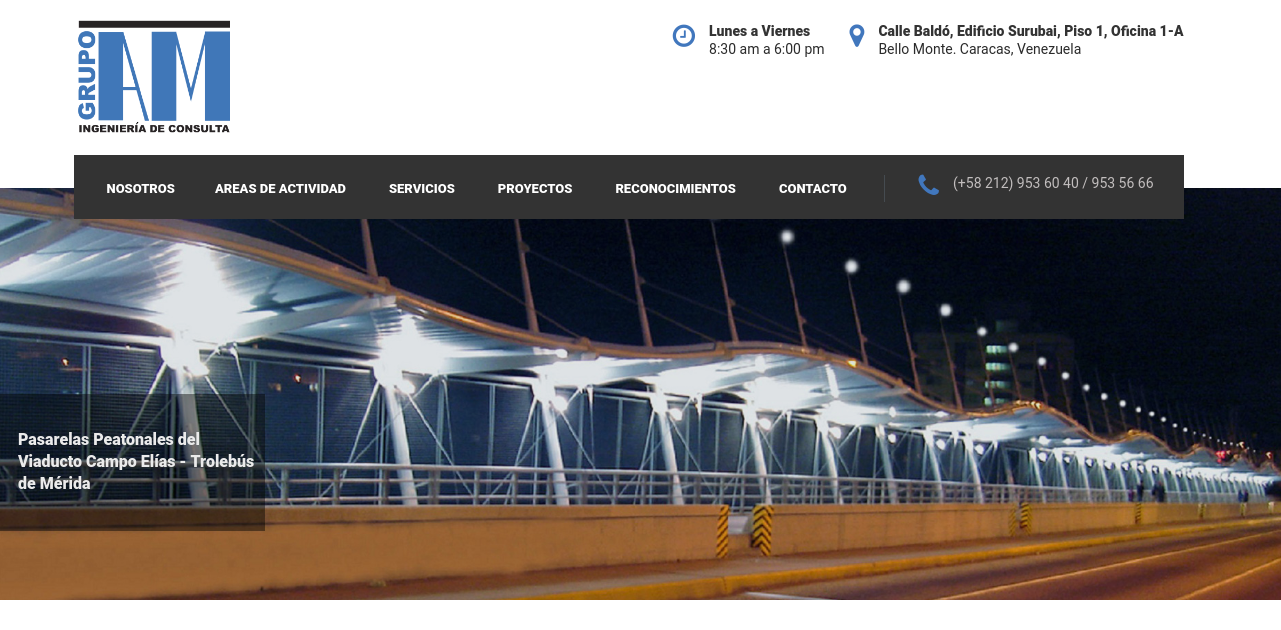 GRUPO
AM
INGENIERÍA DE CONSULTA
Lunes a Viernes
8:30 am a 6:00 pm
Calle Baldó, Edificio Surubai, Piso 1, Oficina 1-A
Bello Monte. Caracas, Venezuela
NOSOTROS AREAS DE ACTIVIDAD SERVICIOS PROYECTOS RECONOCIMIENTOS CONTACTO (+58 212) 953 60 40 / 953 56 66
Pasarelas Peatonales del
Viaducto Campo Elías - Trolebús
de Mérida